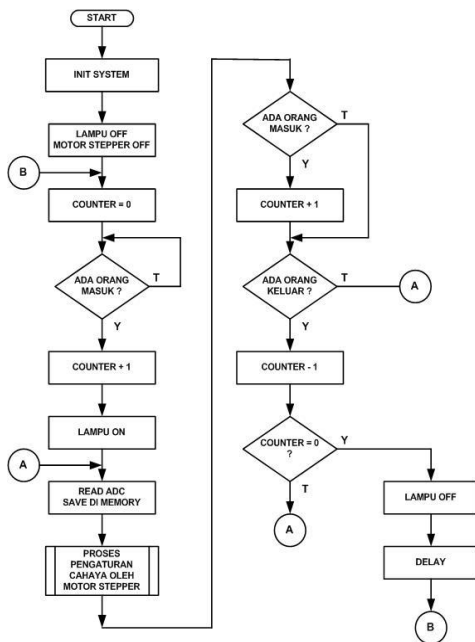 START
INIT SYSTEM
LAMPU OFF
MOTOR STEPPER OFF
B
COUNTER = 0
ADA ORANG
MASUK ?
T
Y
COUNTER + 1
LAMPU ON
A
READ ADC
SAVE DI MEMORY
PROSES
PENGATURAN
CAHAYA OLEH
MOTOR STEPPER
ADA ORANG
MASUK ?
T
Y
COUNTER + 1
ADA ORANG
KELUAR ?
T
A
Y
COUNTER - 1
COUNTER = 0
?
Y
T
A
LAMPU OFF
DELAY
B